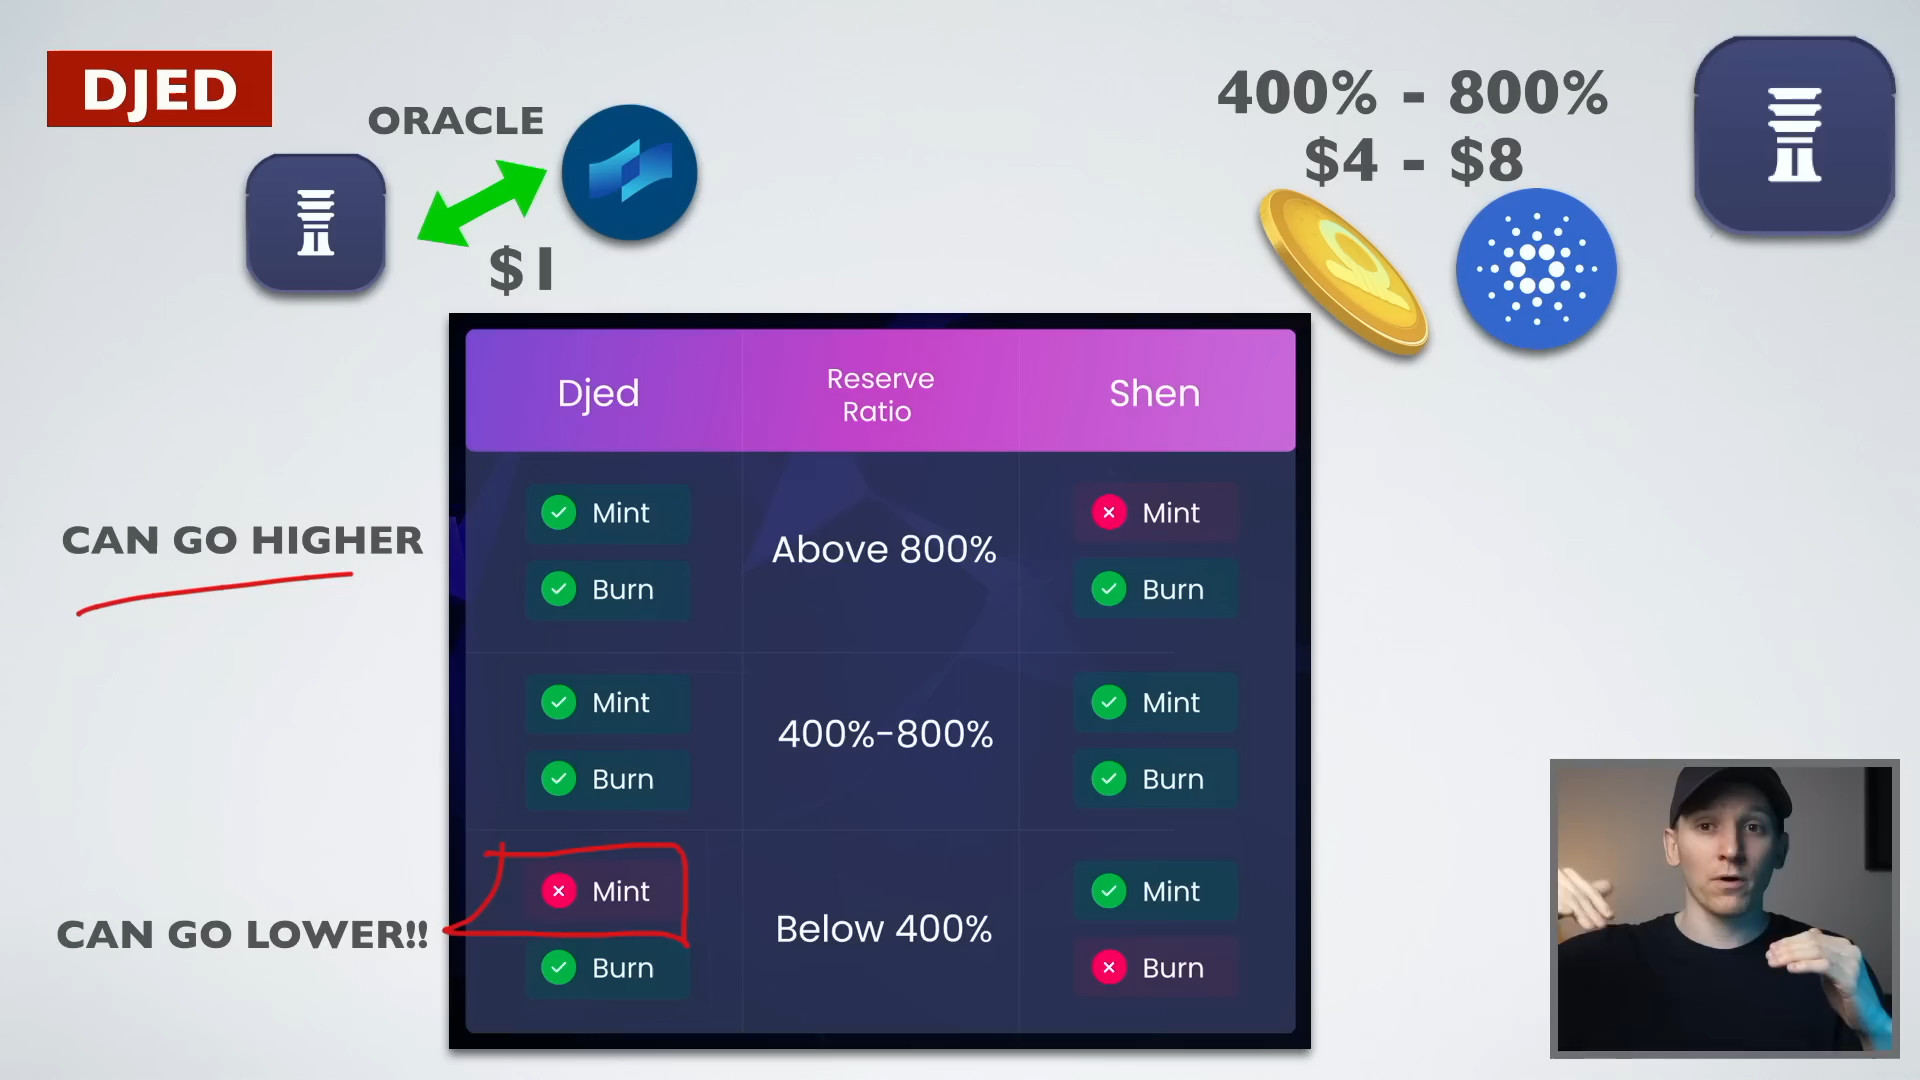 DJED
ORACLE
$1
400% - 800%
$4 - $8
Djed
Reserve
Ratio
Shen
Mint
Burn
Above 800%
Mint
Burn
CAN GO HIGHER
Mint
Burn
400%-800%
Mint
Burn
Mint
Burn
Below 400%
Mint
Burn
CAN GO LOWER!!